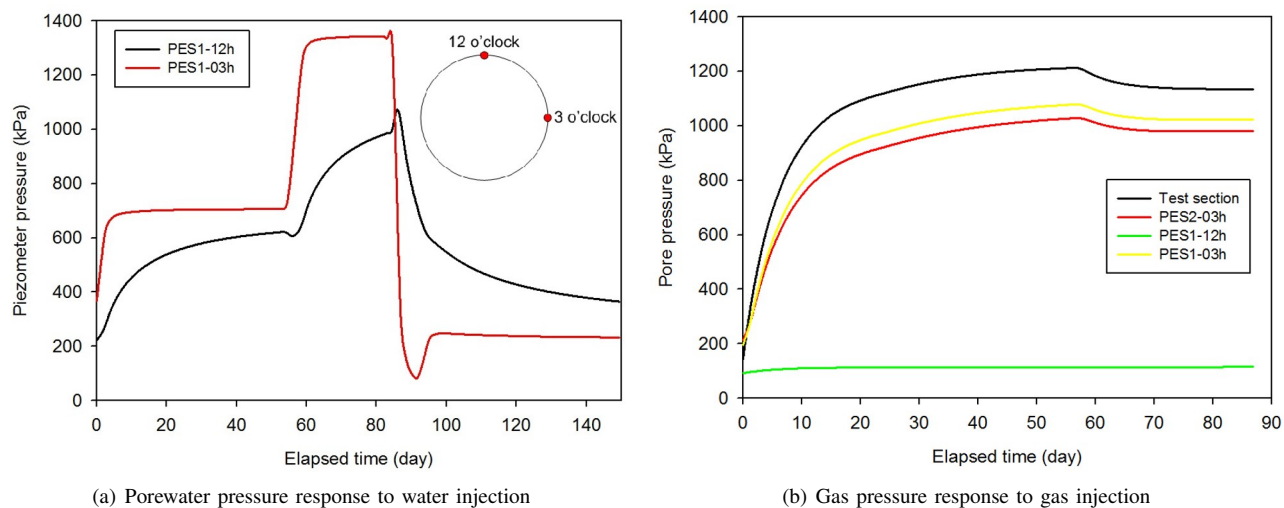 1400
1200
1000
800
600
400
200
0
Piezometer pressure (kPa)
PES1-12h
PES1-03h
12 o'clock
3 o'clock
0 20 40 60 80 100 120 140
Elapsed time (day)
(a) Porewater pressure response to water injection
1400
1200
1000
800
600
400
200
0
Pore pressure (kPa)
Test section
PES2-03h
PES1-12h
PES1-03h
0 10 20 30 40 50 60 70 80 90
Elapsed time (day)
(b) Gas pressure response to gas injection